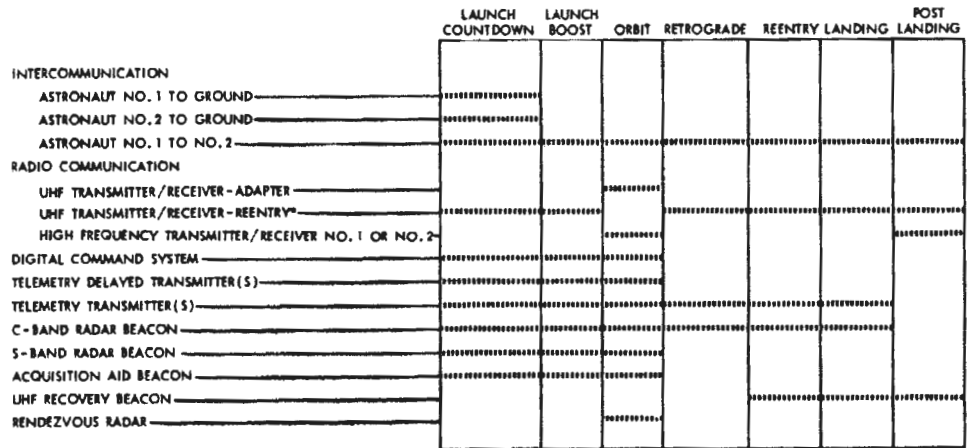 LAUNCH COUNTDOWN
LAUNCH BOOST
ORBIT
RETROGRADE
REENTRY
LANDING
POST LANDING
INTERCOMMUNICATION
ASTRONAUT NO. 1 TO GROUND
ASTRONAUT NO. 2 TO GROUND
ASTRONAUT NO. 1 TO NO. 2
RADIO COMMUNICATION
UHF TRANSMITTER/RECEIVER-ADAPTER
UHF TRANSMITTER/RECEIVER-REENTRY*
HIGH FREQUENCY TRANSMITTER/RECEIVER NO. 1 OR NO. 2
DIGITAL COMMAND SYSTEM
TELEMETRY DELAYED TRANSMITTER(S)
TELEMETRY TRANSMITTER(S)
C-BAND RADAR BEACON
S-BAND RADAR BEACON
ACQUISITION AID BEACON
UHF RECOVERY BEACON
RENDEZVOUS RADAR